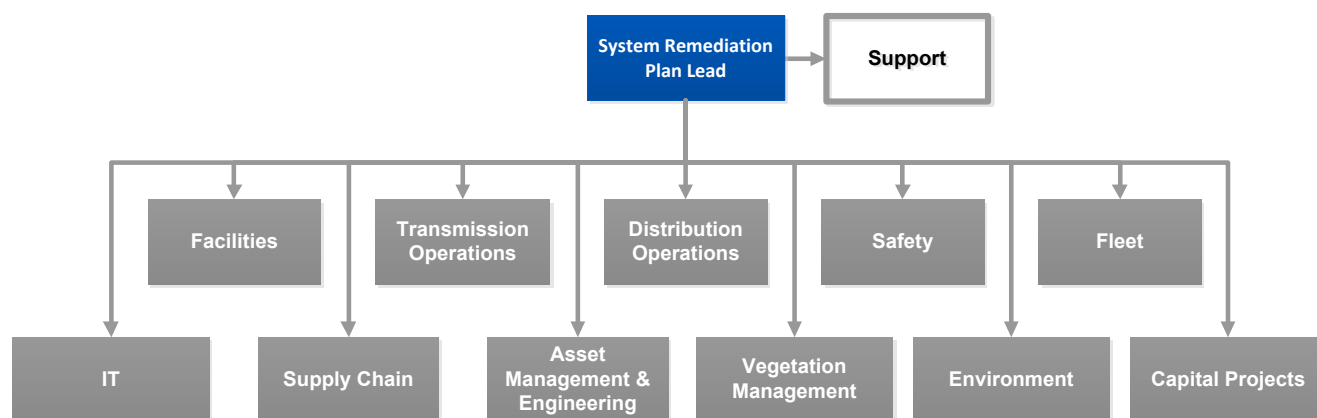 System Remediation
Plan Lead
Support
Facilities
Transmission
Operations
Distribution
Operations
Safety
Fleet
IT
Supply Chain
Asset
Management &
Engineering
Vegetation
Management
Environment
Capital Projects